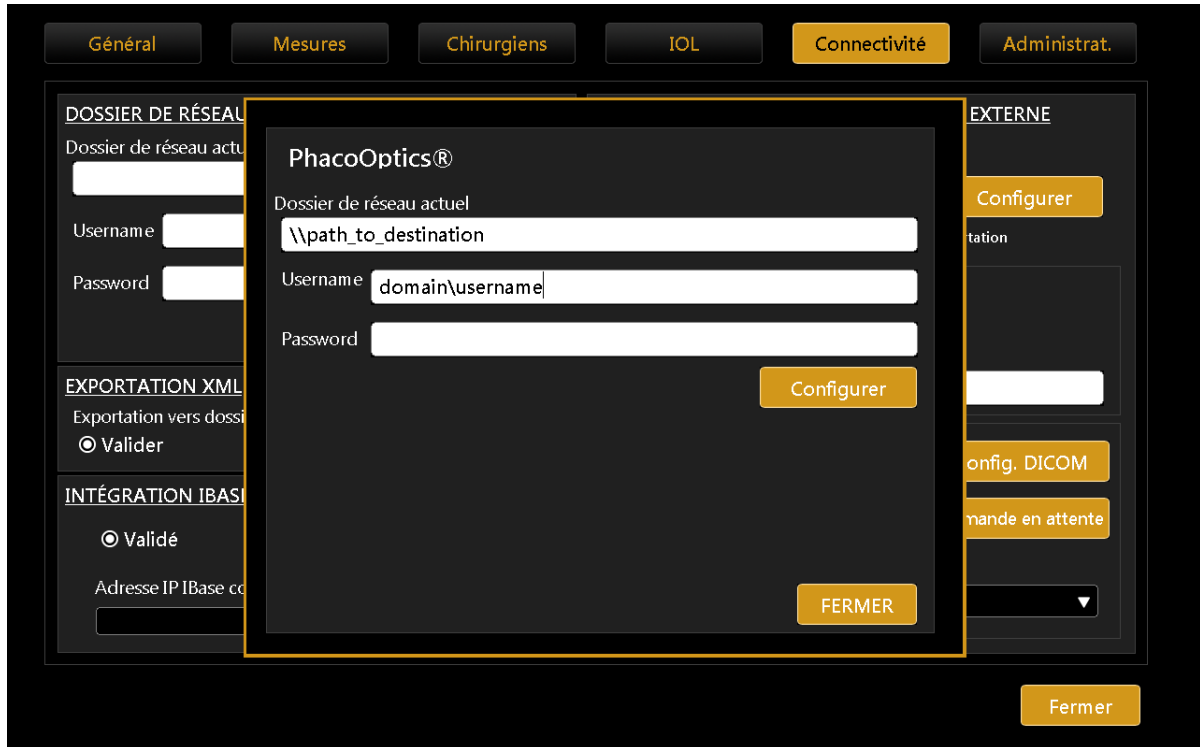 Général
Mesures
Chirurgiens
IOL
Connectivité
Administrat.
DOSSIER DE RÉSEAU
Dossier de réseau actu
Username
Password
EXPORTATION XML
Exportation vers dossi
Valider
INTÉGRATION IBAS
Validé
Adresse IP IBase co
PhacoOptics®
Dossier de réseau actuel
\\path_to_destination
Username
domain\username
Password
Configurer
FERMER
EXTERNE
Configurer
tation
onfig. DICOM
mande en attente
Fermer